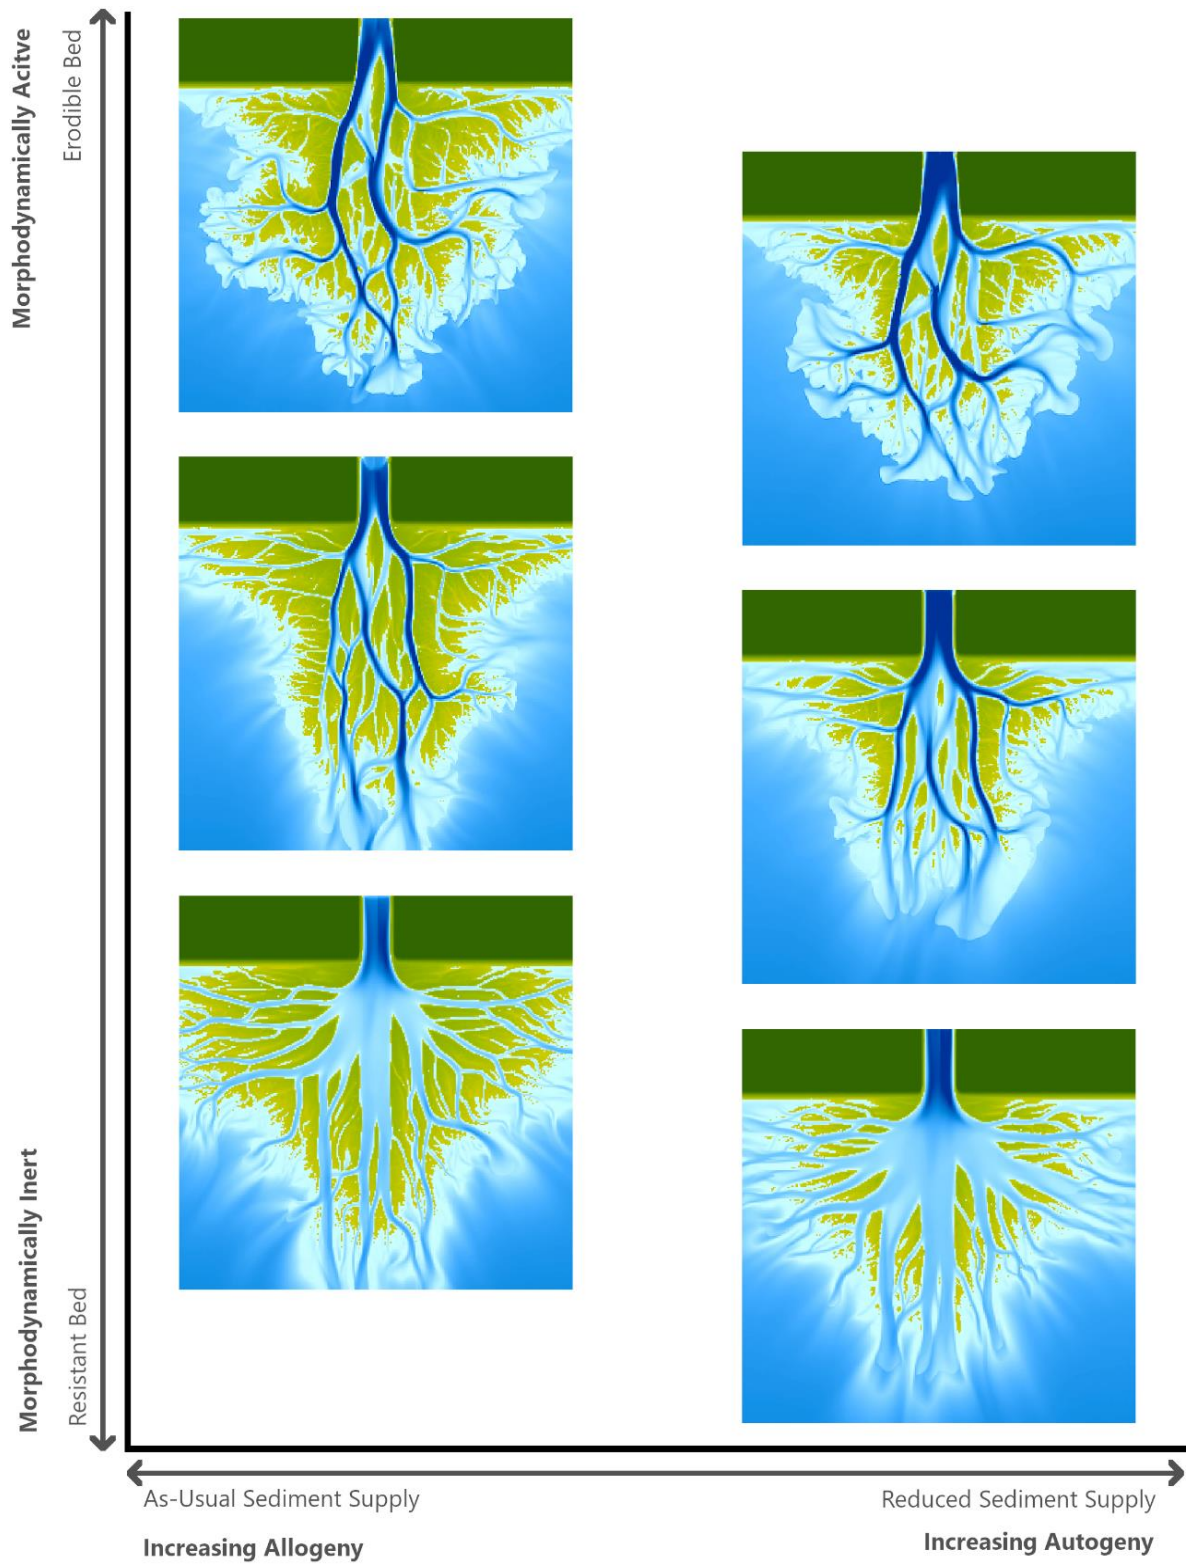 Morphodynamically Acitve
Erodible Bed
Morphodynamically Inert
Resistant Bed
As-Usual Sediment Supply
Reduced Sediment Supply
Increasing Allogeny
Increasing Autogeny